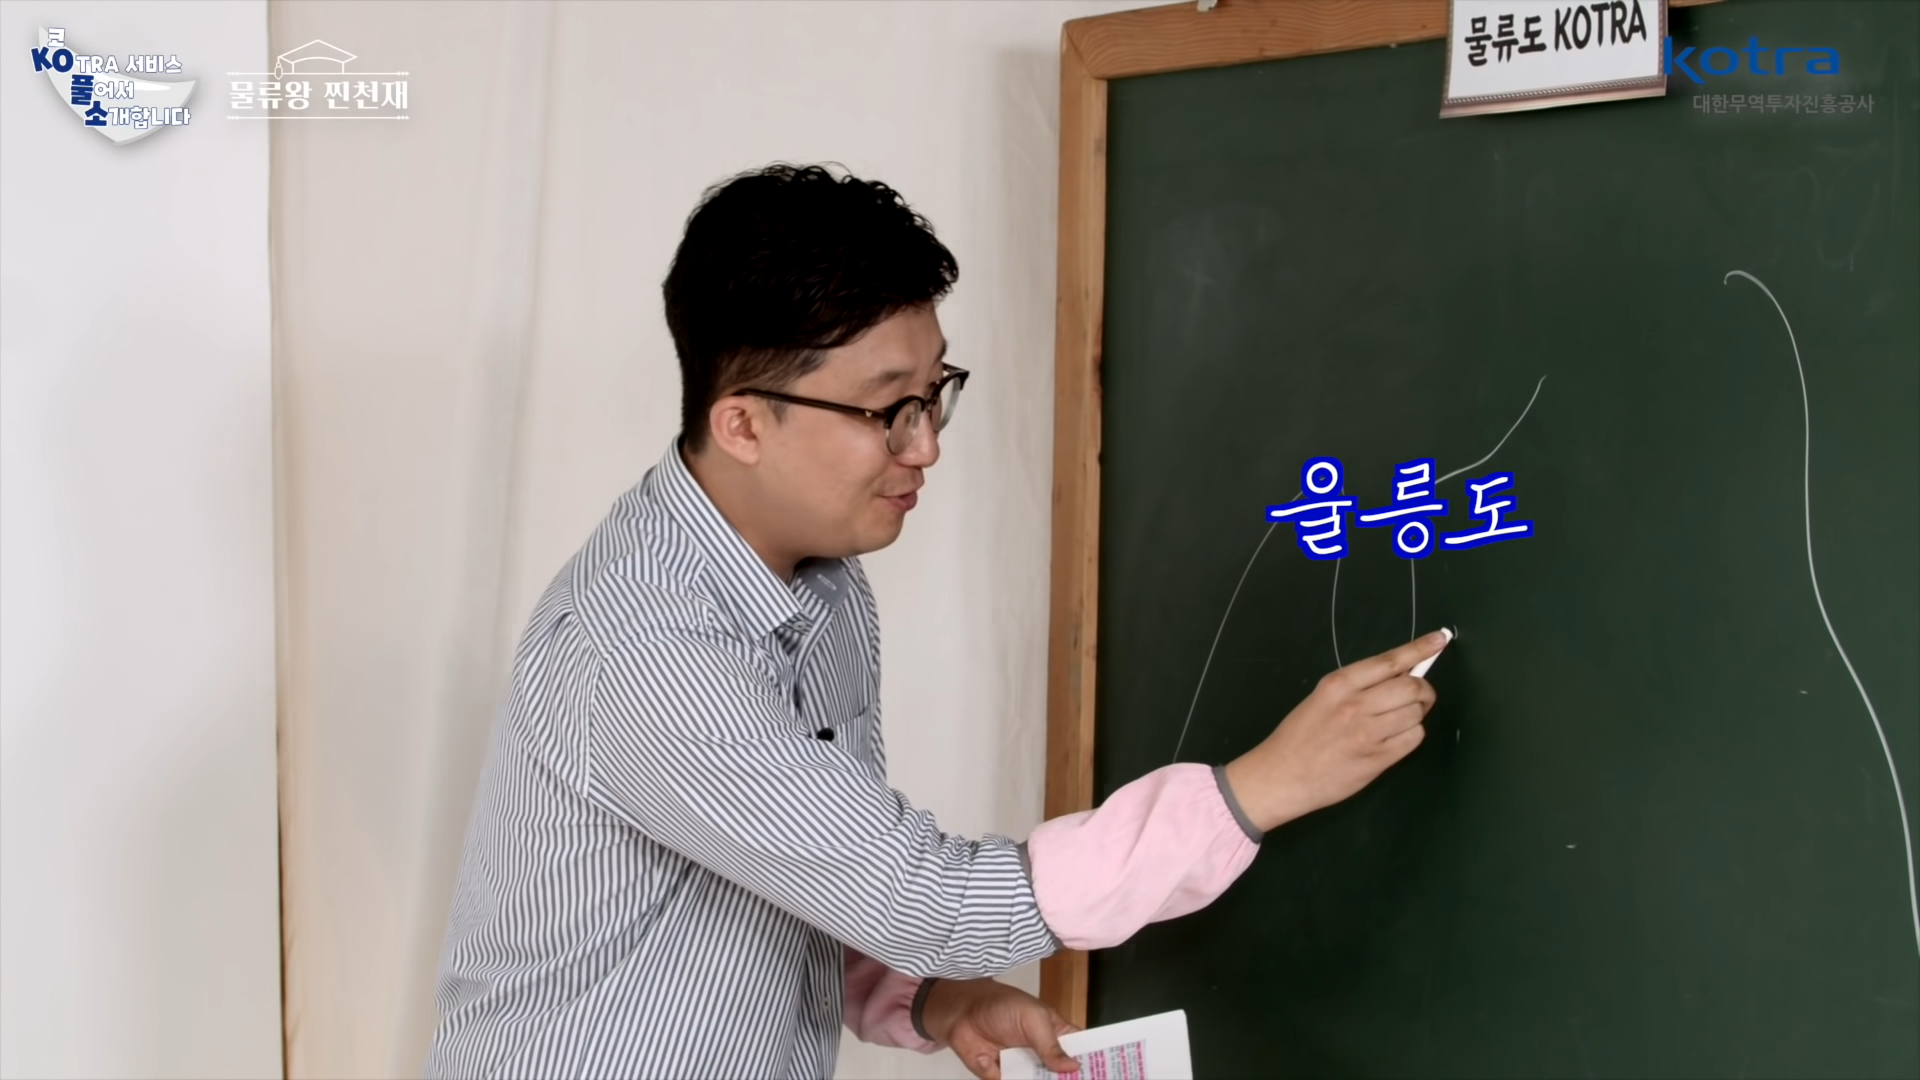 코
KOTRA 서비스
풀어서
소개합니다
물류왕 찐천재
물류도 KOTRA
kotra
대한무역투자진흥공사
울릉도